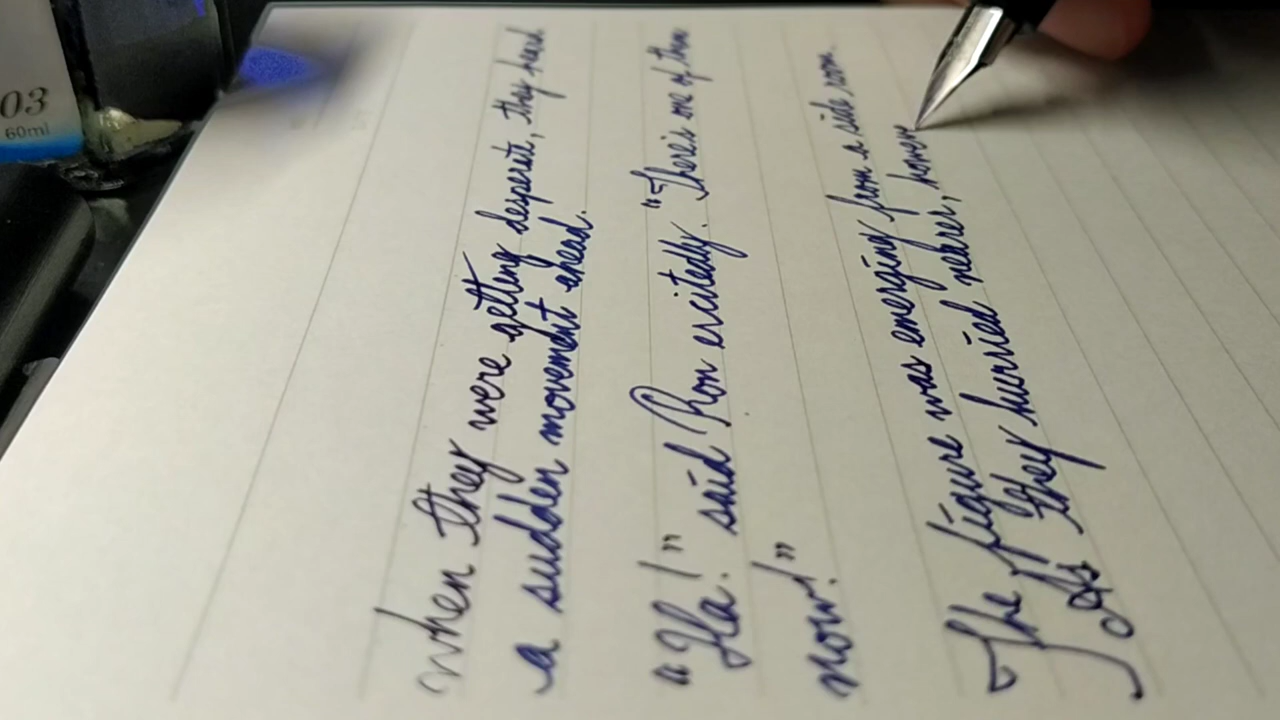 03
60ml
when they were getting desperate, they heard
a sudden movement ahead.
"Ha!" said Ron excitedly. "There's one of them
now!"
The figure was emerging from a side room.
As they hurried nearer, howev